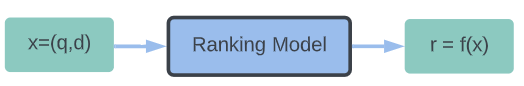 x=(q,d)
Ranking Model
r = f(x)